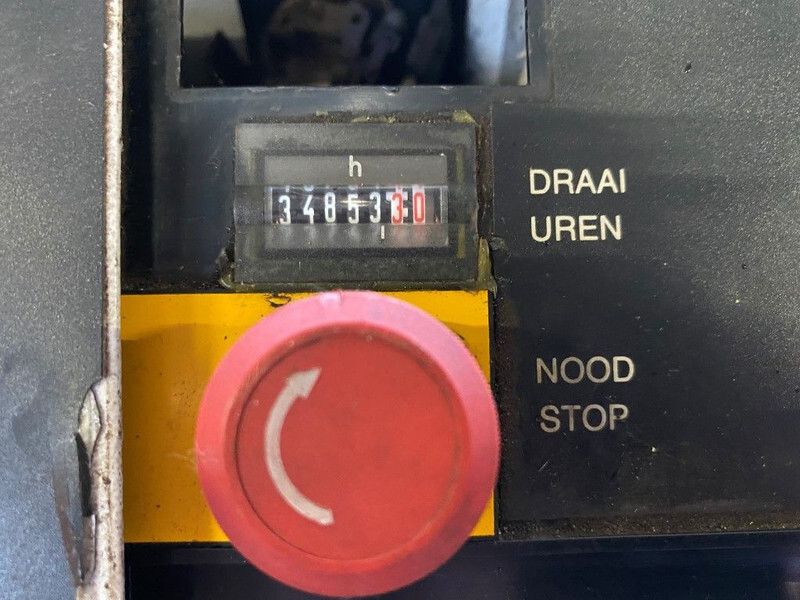 h
3485330
DRAAI
UREN
NOOD
STOP